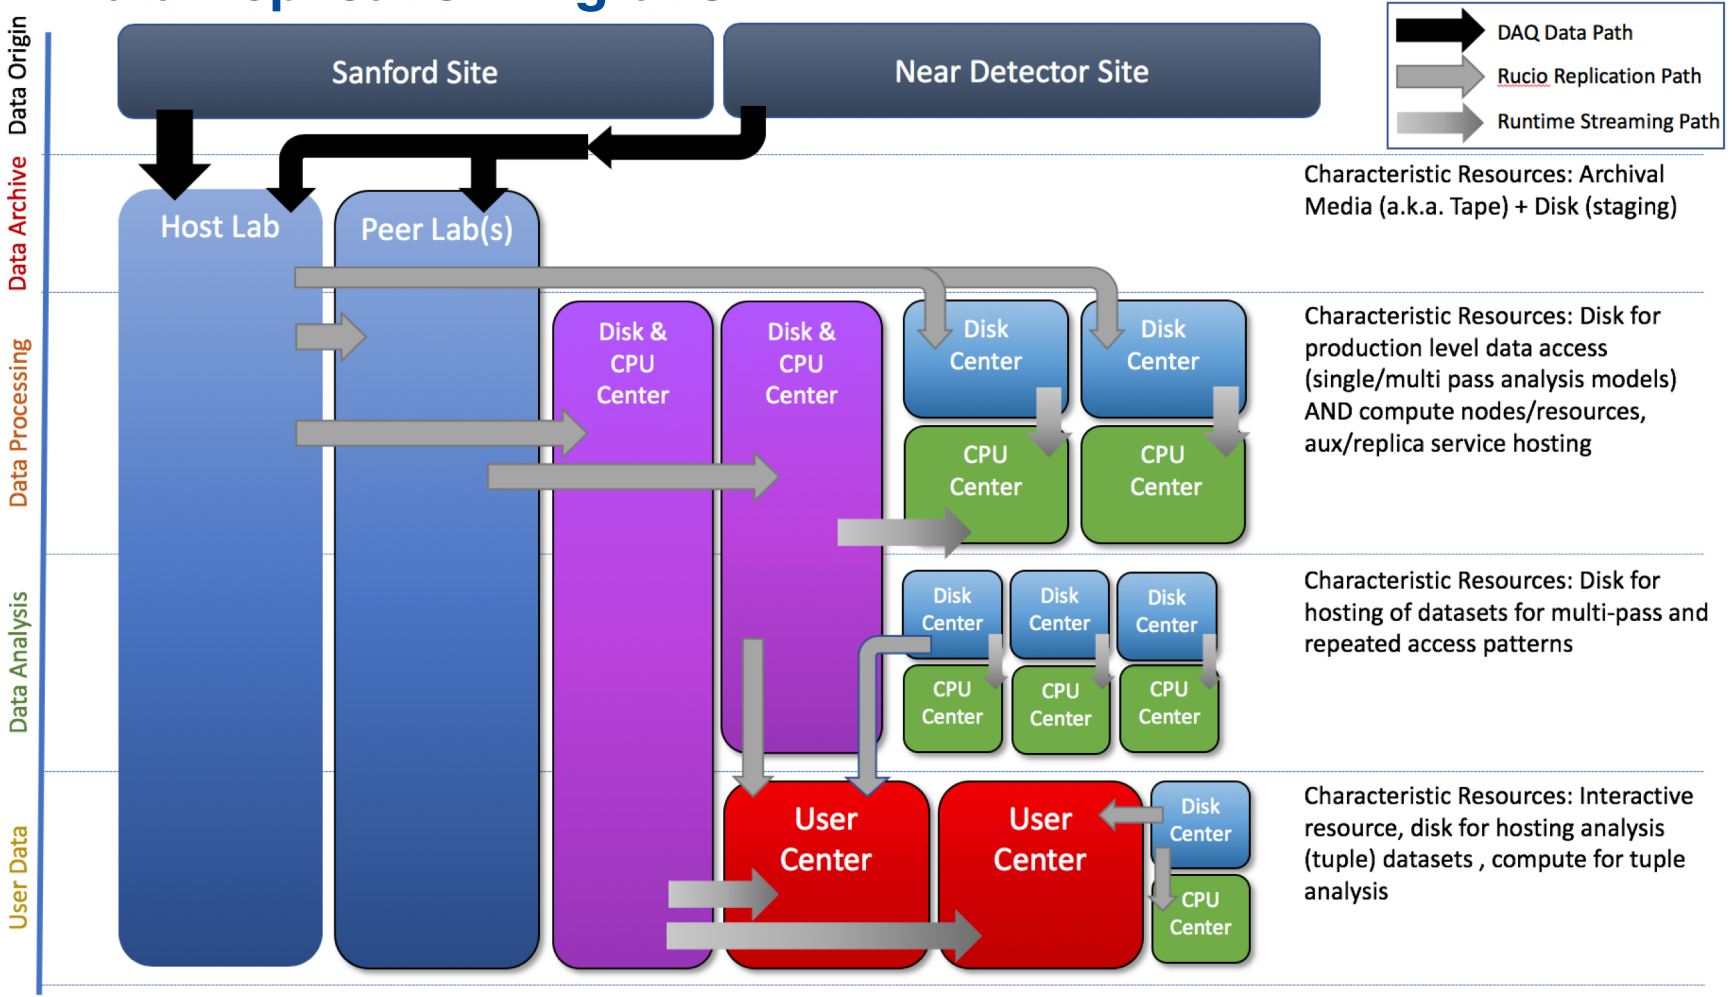 Data Origin
Sanford Site
Near Detector Site
DAQ Data Path
Rucio Replication Path
Runtime Streaming Path
Data Archive
Host Lab
Peer Lab(s)
Characteristic Resources: Archival
Media (a.k.a. Tape) + Disk (staging)
Data Processing
Disk &
CPU
Center
Disk &
CPU
Center
Disk
Center
Disk
Center
CPU
Center
CPU
Center
Characteristic Resources: Disk for
production level data access
(single/multi pass analysis models)
AND compute nodes/resources,
aux/replica service hosting
Data Analysis
Disk
Center
Disk
Center
Disk
Center
CPU
Center
CPU
Center
CPU
Center
Characteristic Resources: Disk for
hosting of datasets for multi-pass and
repeated access patterns
User Data
User
Center
User
Center
Disk
Center
CPU
Center
Characteristic Resources: Interactive
resource, disk for hosting analysis
(tuple) datasets , compute for tuple
analysis